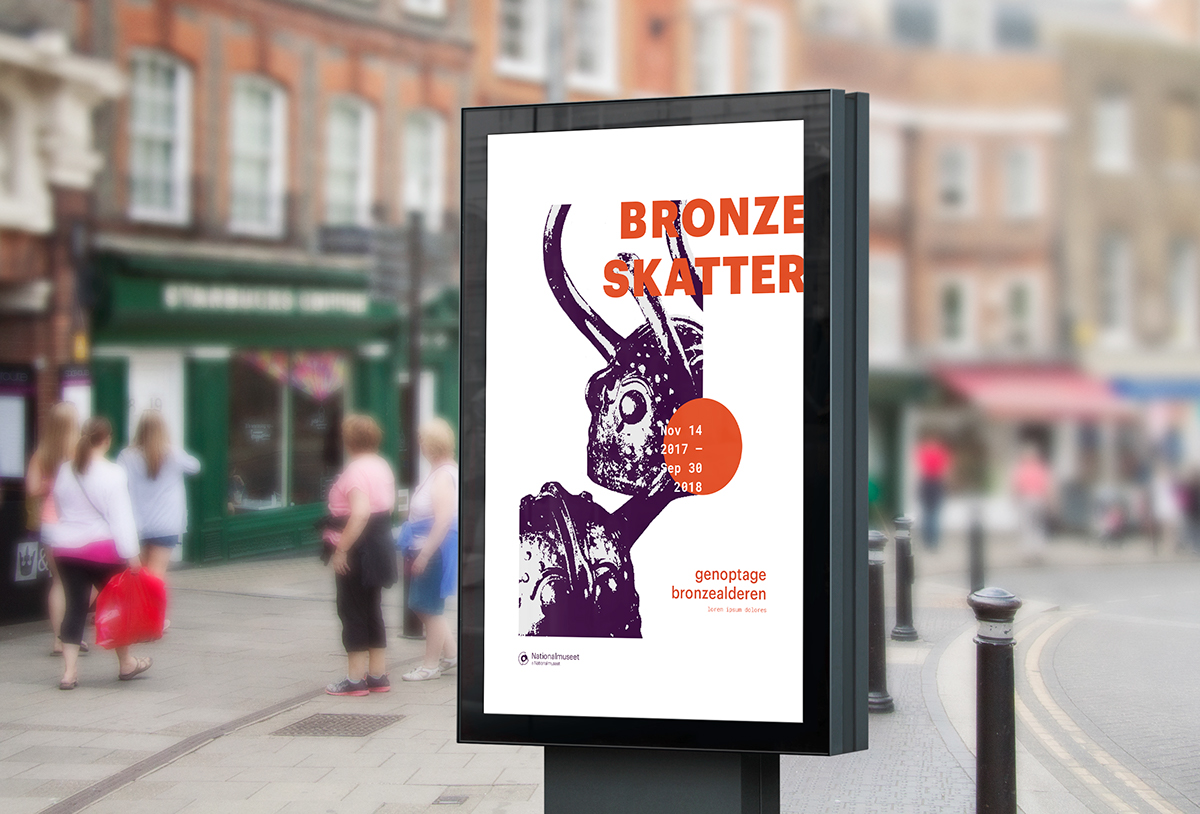 STARBUCKS COFFEE
BRONZE
SKATTER
Nov 14
2017 –
Sep 30
2018
genoptage
bronzealderen
lorem ipsum dolores
Nationalmuseet